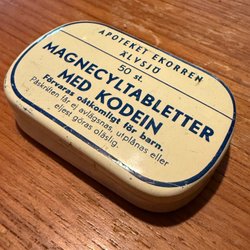 APOTEKET EKORREN
ÄLVSJÖ
50 st.
MAGNECYLTABLETTER
MED KODEIN
Förvaras oåtkomligt för barn.
Påskriften får ej avlägsnas, utplånas eller
eljest göras oläslig.